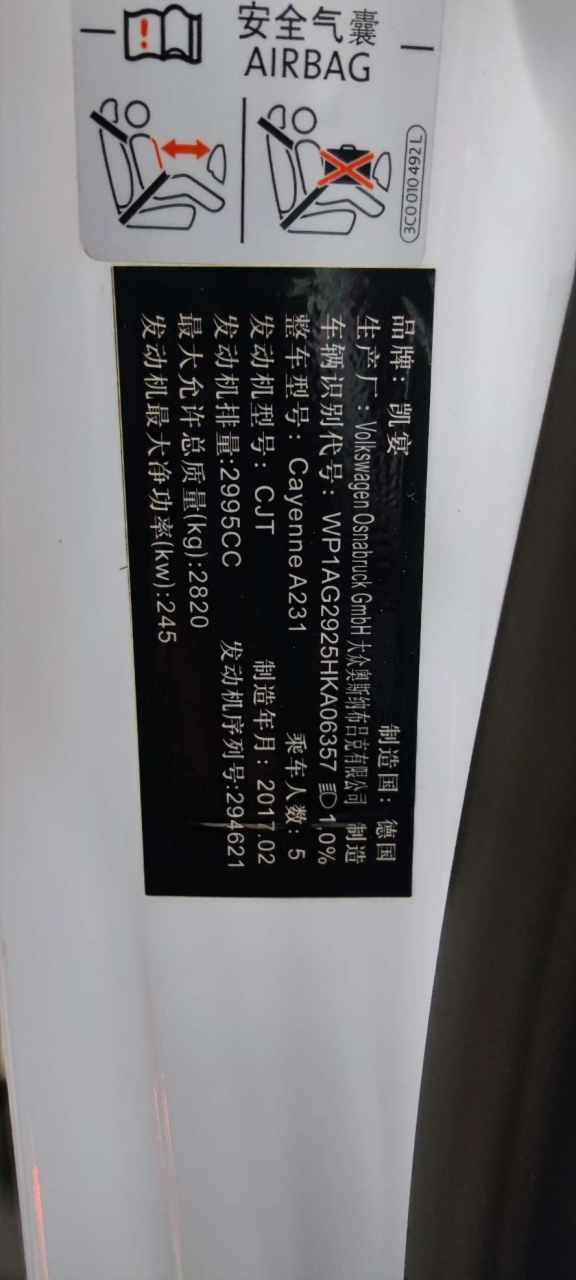 安全气囊
AIRBAG
3C0 010 492 L
品牌：凯宴 制造国：德国
生产厂：Volkswagen Osnabruck GmbH 大众奥斯纳布吕克有限公司 制造
车辆识别代号：WP1AG2925HKA06357 1,0%
整车型号：Cayenne A231 乘车人数：5
发动机型号：CJT 制造年月：2017.02
发动机排量:2995CC 发动机序列号:294621
最大允许总质量(kg):2820
发动机最大净功率(kw):245